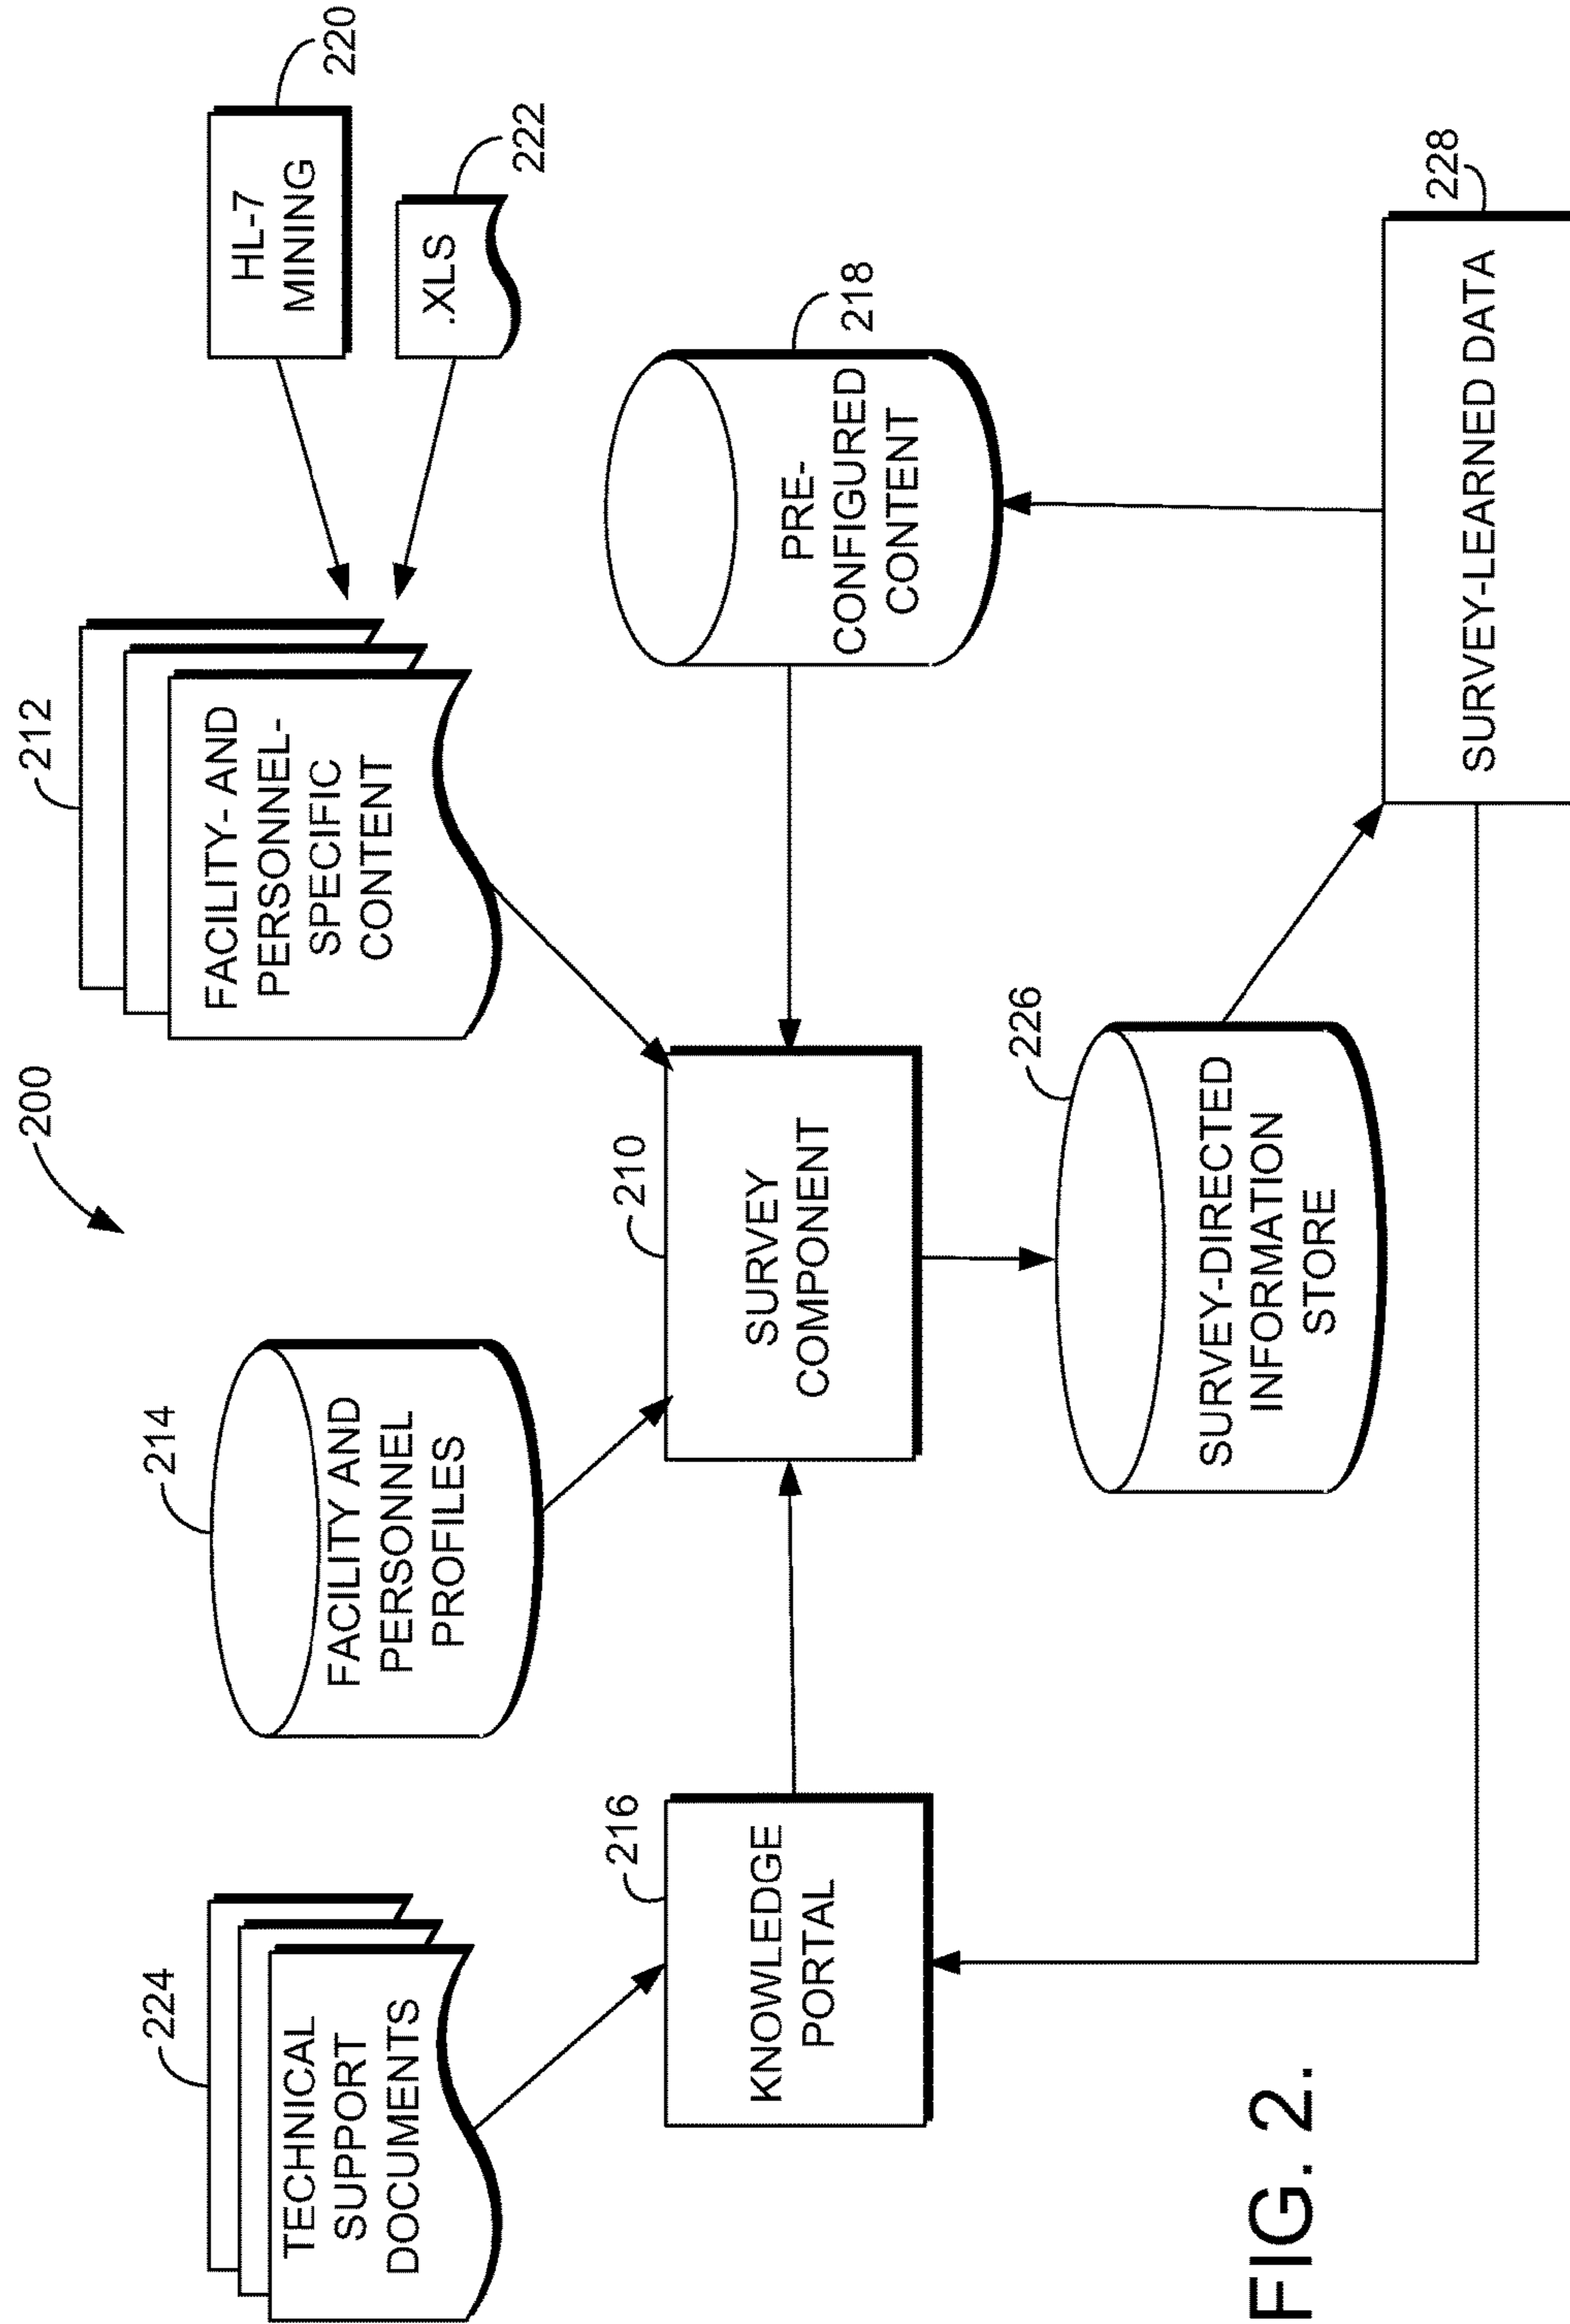 200
224
TECHNICAL
SUPPORT
DOCUMENTS
214
FACILITY AND
PERSONNEL
PROFILES
212
FACILITY- AND
PERSONNEL-
SPECIFIC
CONTENT
HL-7
MINING
220
.XLS
222
216
KNOWLEDGE
PORTAL
210
SURVEY
COMPONENT
PRE-
CONFIGURED
CONTENT
218
226
SURVEY-DIRECTED
INFORMATION
STORE
228
SURVEY-LEARNED DATA
FIG. 2.